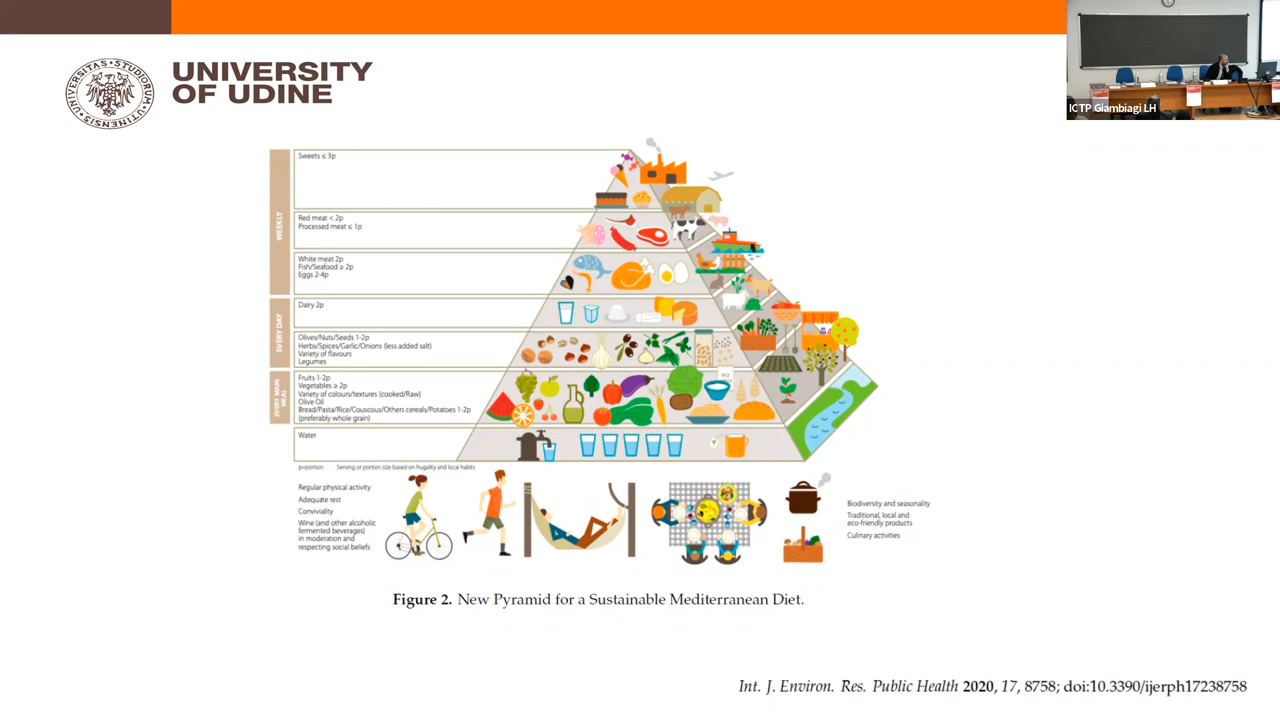 UNIVERSITY
OF UDINE
ICTP Giambiagi LH
WEEKLY
Sweets ≤ 3p
Red meat < 2p
Processed meat ≤ 1p
White meat 2p
Fish/Seafood ≥ 2p
Eggs 2-4p
EVERY DAY
Dairy 2p
Olives/Nuts/Seeds 1-2p
Herbs/Spices/Garlic/Onions (less added salt)
Variety of flavours
Legumes
EVERY MAIN
MEAL
Fruits 1-2p
Vegetables ≥ 2p
Variety of colours/textures (cooked/Raw)
Olive Oil
Bread/Pasta/Rice/Couscous/Others cereals/Potatoes 1-2p
(preferably whole grain)
Water
p=portion Serving or portion size based on frugality and local habits
Regular physical activity
Adequate rest
Conviviality
Wine (and other alcoholic
fermented beverages)
in moderation and
respecting social beliefs
Biodiversity and seasonality
Traditional, local and
eco-friendly products
Culinary activities
Figure 2. New Pyramid for a Sustainable Mediterranean Diet.
Int. J. Environ. Res. Public Health 2020, 17, 8758; doi:10.3390/ijerph17238758